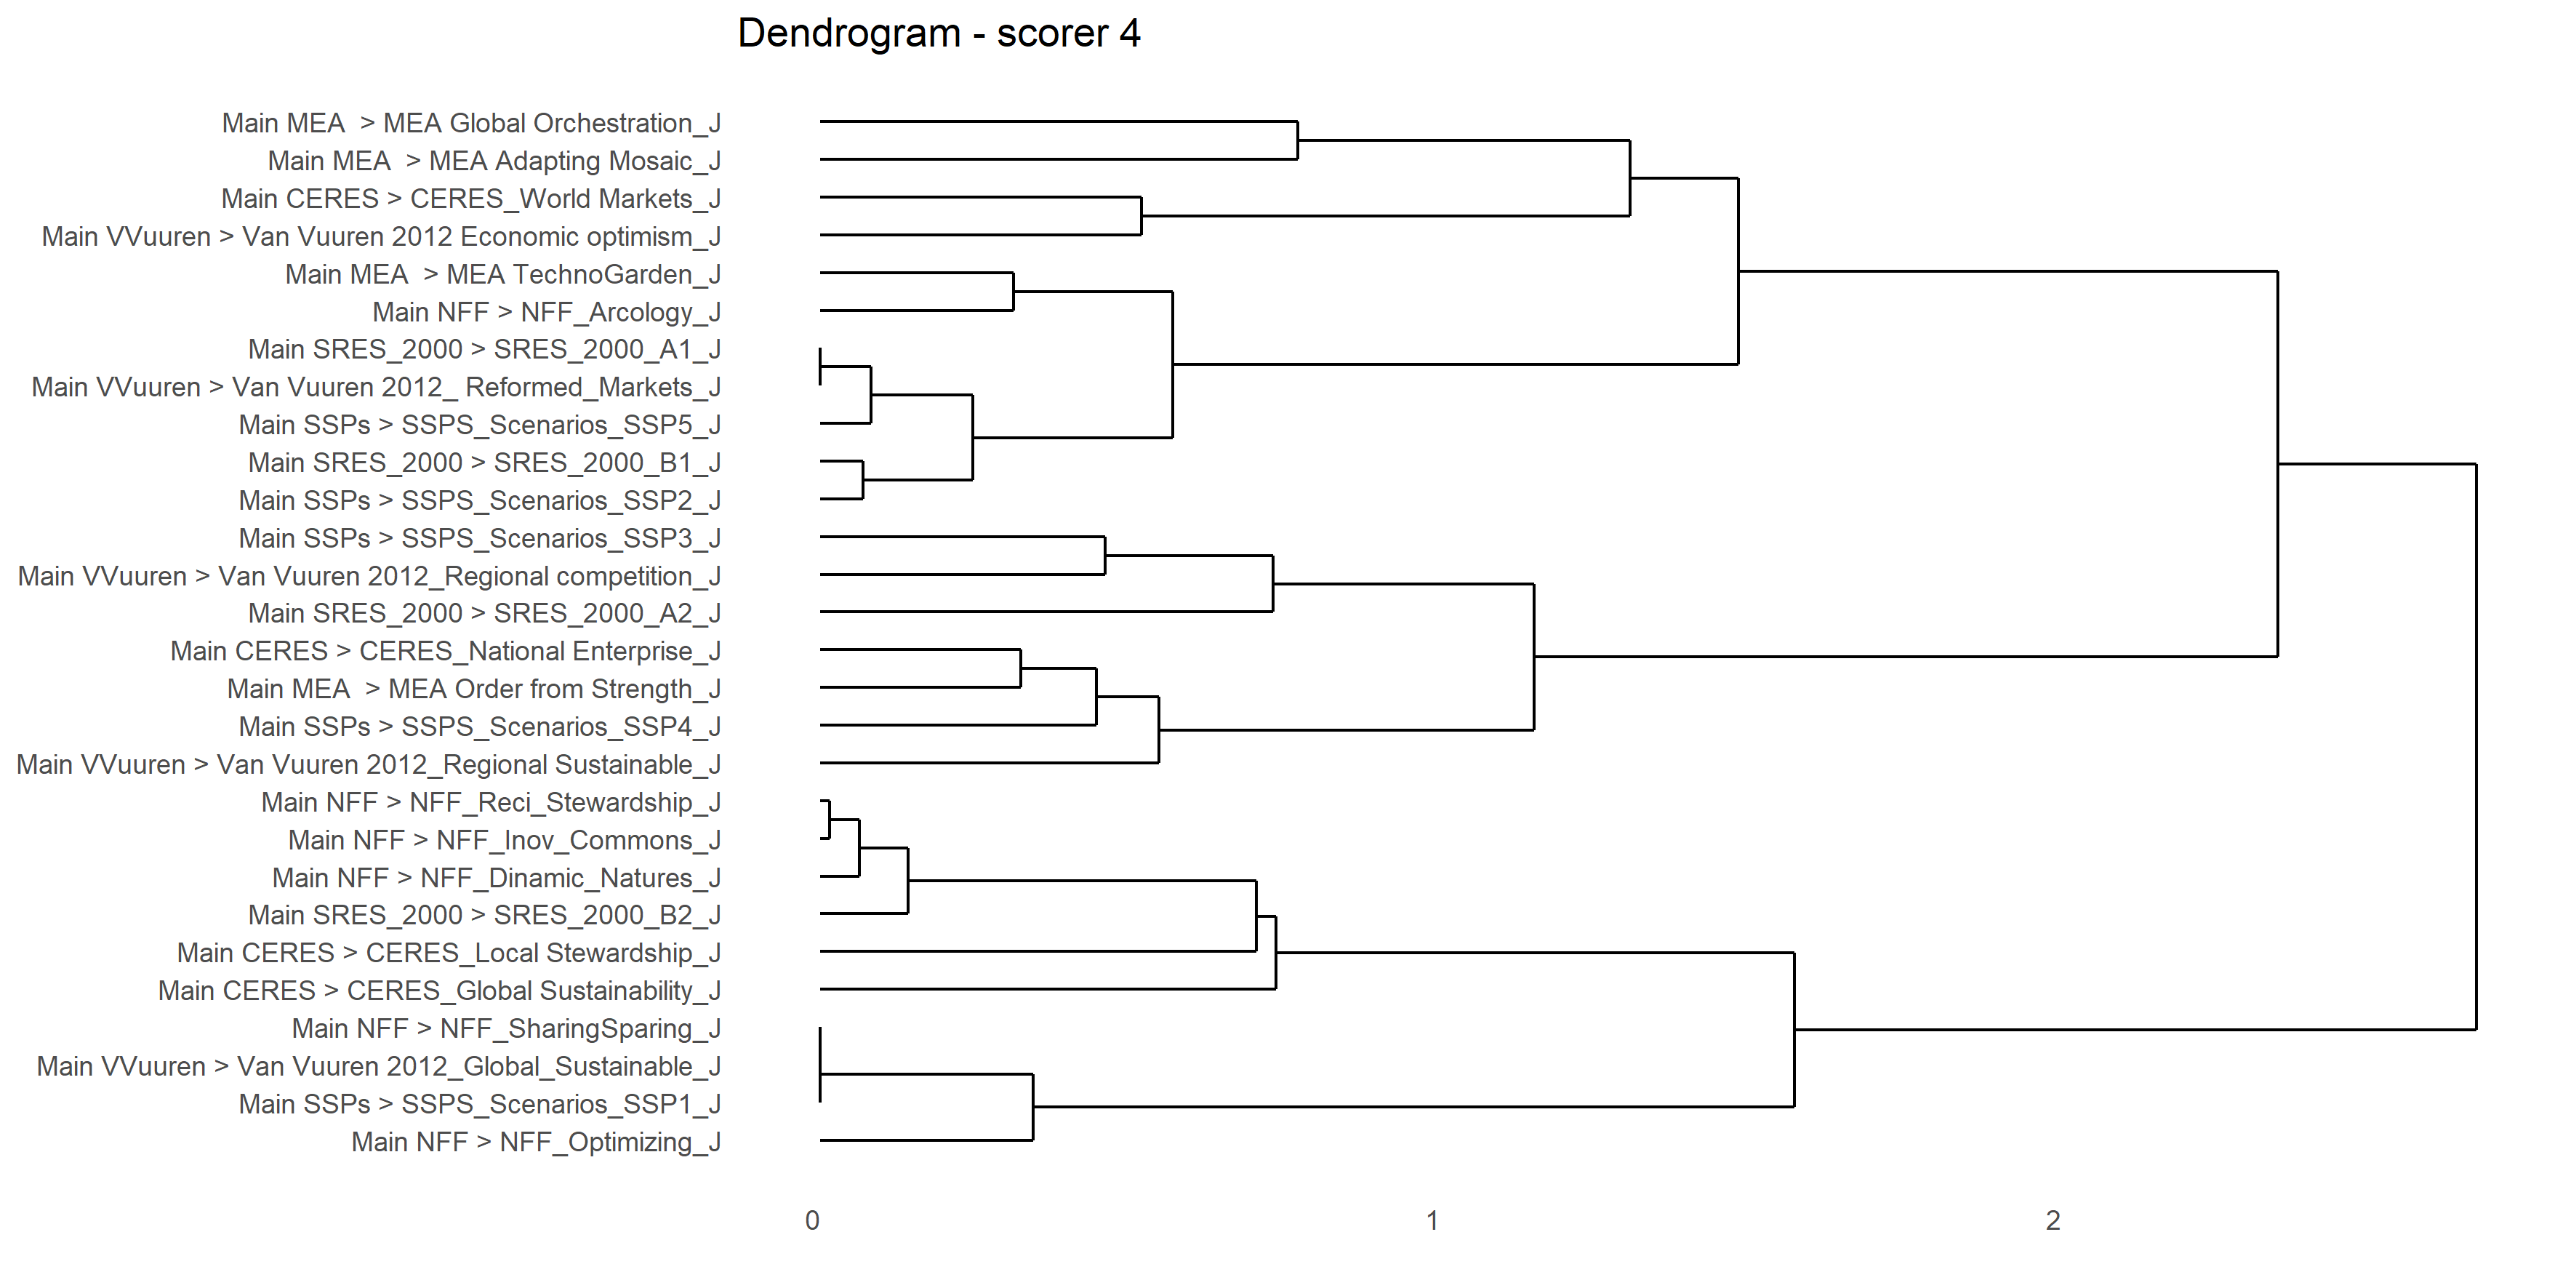 Dendrogram - scorer 4
Main MEA  > MEA Global Orchestration_J
Main MEA  > MEA Adapting Mosaic_J
Main CERES > CERES_World Markets_J
Main VVuuren > Van Vuuren 2012 Economic optimism_J
Main MEA  > MEA TechnoGarden_J
Main NFF > NFF_Arcology_J
Main SRES_2000 > SRES_2000_A1_J
Main VVuuren > Van Vuuren 2012_ Reformed_Markets_J
Main SSPs > SSPS_Scenarios_SSP5_J
Main SRES_2000 > SRES_2000_B1_J
Main SSPs > SSPS_Scenarios_SSP2_J
Main SSPs > SSPS_Scenarios_SSP3_J
Main VVuuren > Van Vuuren 2012_Regional competition_J
Main SRES_2000 > SRES_2000_A2_J
Main CERES > CERES_National Enterprise_J
Main MEA  > MEA Order from Strength_J
Main SSPs > SSPS_Scenarios_SSP4_J
Main VVuuren > Van Vuuren 2012_Regional Sustainable_J
Main NFF > NFF_Reci_Stewardship_J
Main NFF > NFF_Inov_Commons_J
Main NFF > NFF_Dinamic_Natures_J
Main SRES_2000 > SRES_2000_B2_J
Main CERES > CERES_Local Stewardship_J
Main CERES > CERES_Global Sustainability_J
Main NFF > NFF_SharingSparing_J
Main VVuuren > Van Vuuren 2012_Global_Sustainable_J
Main SSPs > SSPS_Scenarios_SSP1_J
Main NFF > NFF_Optimizing_J
0 1 2